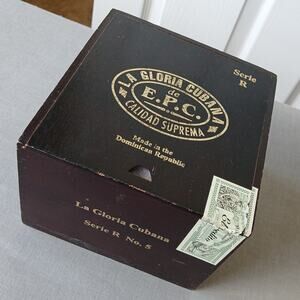 LA GLORIA CUBANA
de
E.P.C.
CALIDAD SUPREMA
Serie
R
Made in the
Dominican Republic
La Gloria Cubana
Serie R No. 5